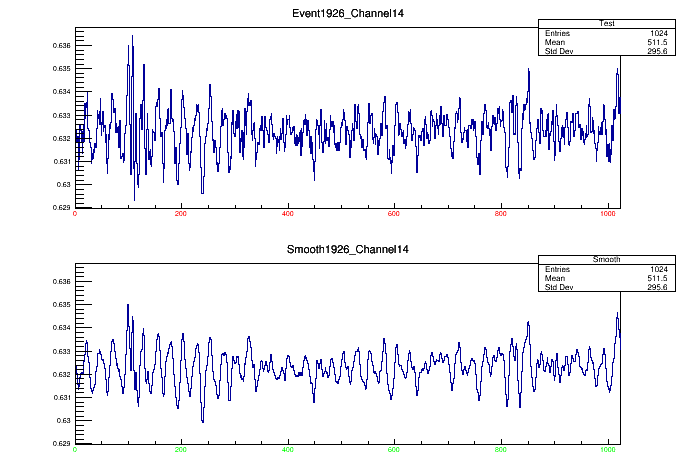 Event1926_Channel14
Test
Entries 1024
Mean 511.5
Std Dev 295.6
0.636
0.635
0.634
0.633
0.632
0.631
0.63
0.629
0 200 400 600 800 1000
Smooth1926_Channel14
Smooth
Entries 1024
Mean 511.5
Std Dev 295.6
0.636
0.635
0.634
0.633
0.632
0.631
0.63
0.629
0 200 400 600 800 1000